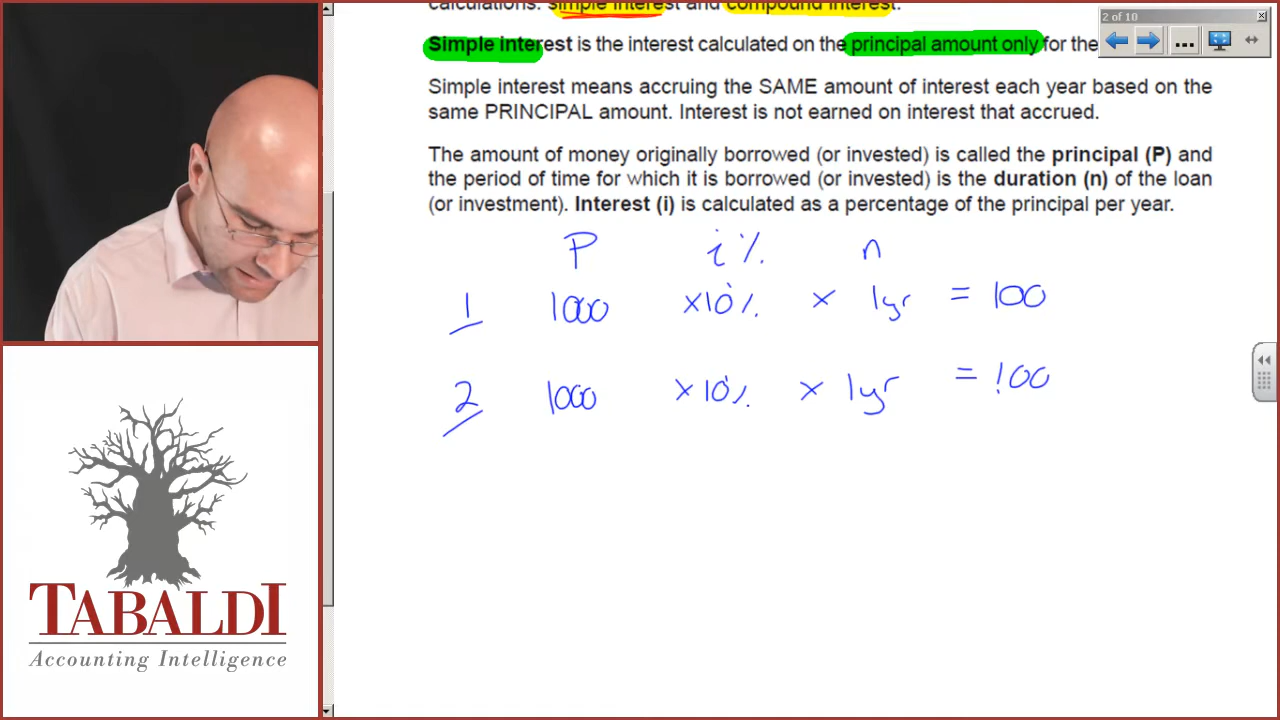 calculations: simple interest and compound interest.
Simple interest is the interest calculated on the principal amount only for the
2 of 10
Simple interest means accruing the SAME amount of interest each year based on the
same PRINCIPAL amount. Interest is not earned on interest that accrued.
The amount of money originally borrowed (or invested) is called the principal (P) and
the period of time for which it is borrowed (or invested) is the duration (n) of the loan
(or investment). Interest (i) is calculated as a percentage of the principal per year.
P i % n
1 1000 ×10% × 1yr = 100
2 1000 ×10% × 1yr = 100
TABALDI
Accounting Intelligence